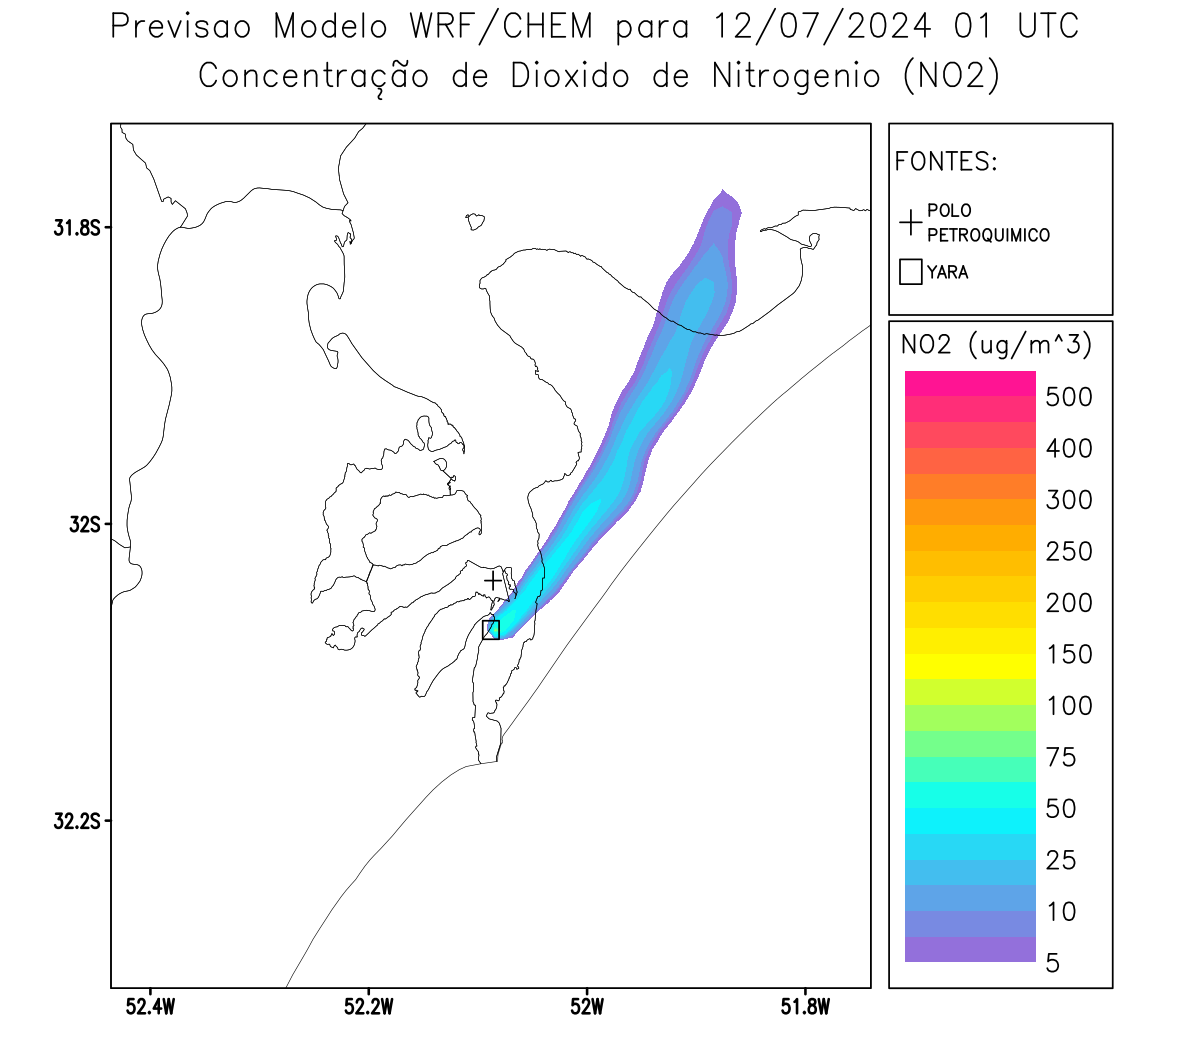 Previsao Modelo WRF/CHEM para 12/07/2024 01 UTC
Concentração de Dioxido de Nitrogenio (NO2)
FONTES:
POLO
PETROQUIMICO
YARA
NO2 (ug/m^3)
500
400
300
250
200
150
100
75
50
25
10
5
31.8S
32S
32.2S
52.4W
52.2W
52W
51.8W